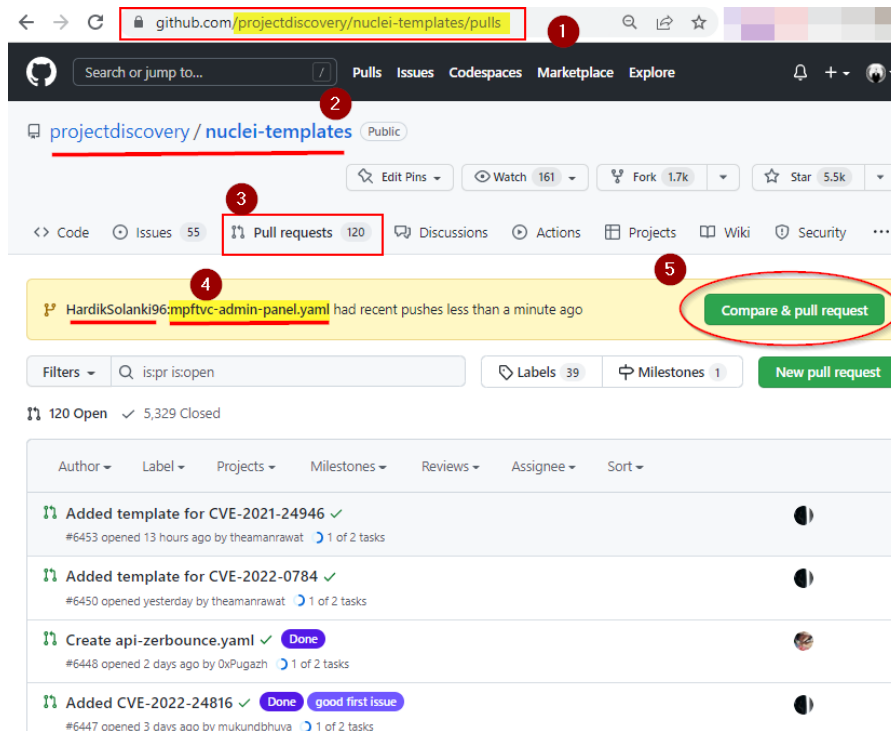 github.com/projectdiscovery/nuclei-templates/pulls
1
Search or jump to... / Pulls Issues Codespaces Marketplace Explore
2
projectdiscovery / nuclei-templates Public
Edit Pins Watch 161 Fork 1.7k Star 5.5k
3
Code Issues 55 Pull requests 120 Discussions Actions Projects Wiki Security ...
4
5
HardikSolanki96:mpftvc-admin-panel.yaml had recent pushes less than a minute ago Compare & pull request
Filters is:pr is:open Labels 39 Milestones 1 New pull request
120 Open 5,329 Closed
Author Label Projects Milestones Reviews Assignee Sort
Added template for CVE-2021-24946
#6453 opened 13 hours ago by theamanrawat 1 of 2 tasks
Added template for CVE-2022-0784
#6450 opened yesterday by theamanrawat 1 of 2 tasks
Create api-zerbounce.yaml Done
#6448 opened 2 days ago by 0xPugazh 1 of 2 tasks
Added CVE-2022-24816 Done good first issue
#6447 opened 3 days ago by mukundbhuva 1 of 2 tasks